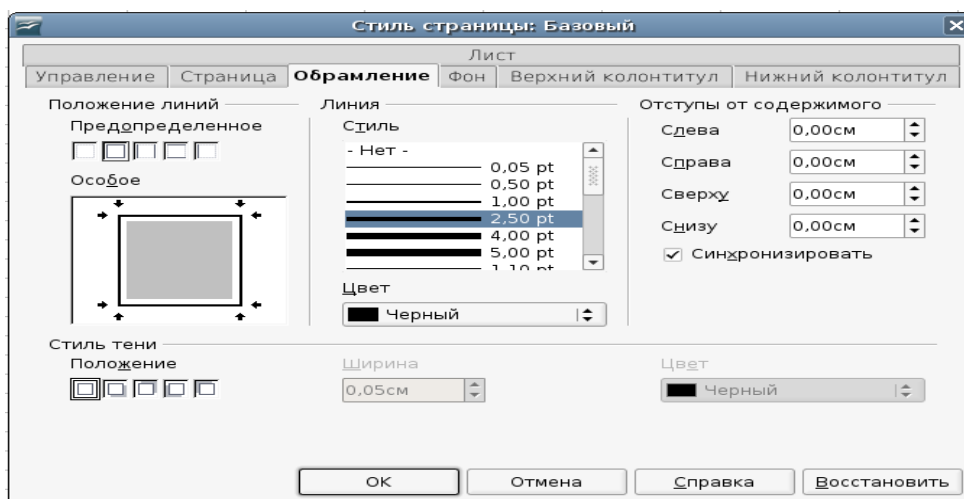 Стиль страницы: Базовый
Лист
Управление Страница Обрамление Фон Верхний колонтитул Нижний колонтитул
Положение линий
Предопределенное
Особое
Линия
Стиль
- Нет -
0,05 pt
0,50 pt
1,00 pt
2,50 pt
4,00 pt
5,00 pt
1,10 pt
Цвет
Черный
Отступы от содержимого
Слева 0,00см
Справа 0,00см
Сверху 0,00см
Снизу 0,00см
Синхронизировать
Стиль тени
Положение
Ширина
0,05см
Цвет
Черный
OK Отмена Справка Восстановить